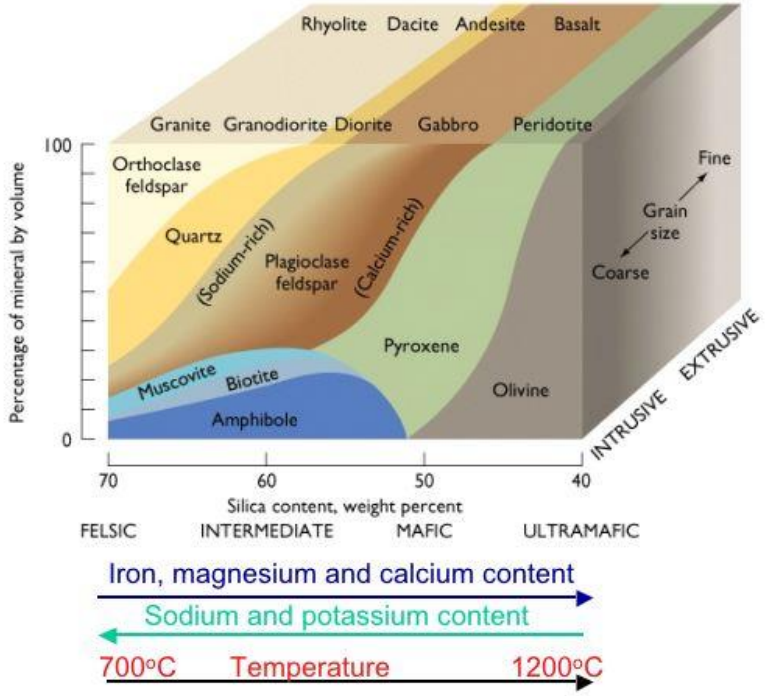 Rhyolite Dacite Andesite Basalt
Granite Granodiorite Diorite Gabbro Peridotite
100
Orthoclase
feldspar
Quartz
(Sodium-rich)
Plagioclase
feldspar
(Calcium-rich)
Pyroxene
Olivine
Muscovite
Biotite
Amphibole
Fine
Grain
size
Coarse
INTRUSIVE EXTRUSIVE
Percentage of mineral by volume
0
70 60 50 40
Silica content, weight percent
FELSIC INTERMEDIATE MAFIC ULTRAMAFIC
Iron, magnesium and calcium content
Sodium and potassium content
700°C Temperature 1200°C